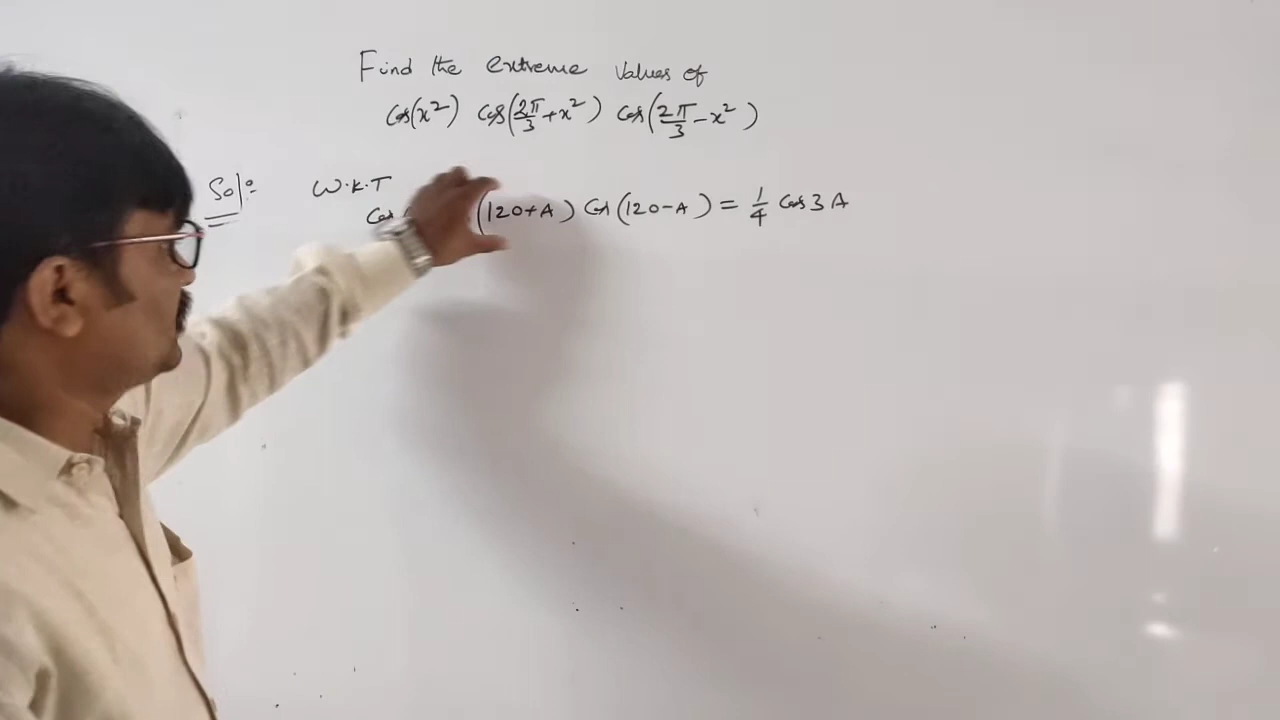 Find the extreme values of
Cos(x²) Cos(2π/3 + x²) Cos(2π/3 - x²)
Sol:- W.K.T
Cos (120+A) Cos(120-A) = 1/4 Cos3A